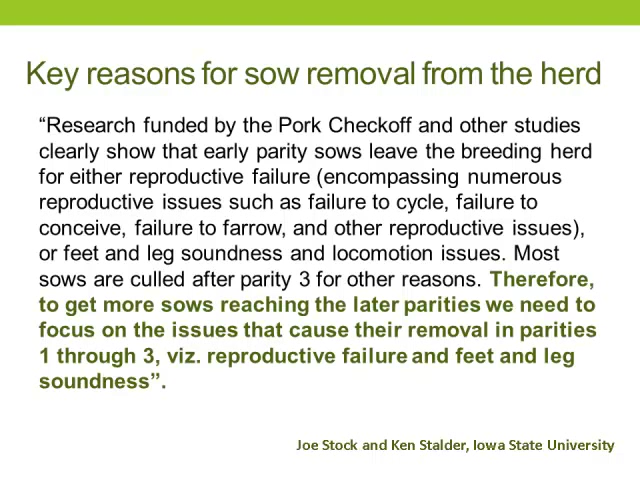 Key reasons for sow removal from the herd
“Research funded by the Pork Checkoff and other studies
clearly show that early parity sows leave the breeding herd
for either reproductive failure (encompassing numerous
reproductive issues such as failure to cycle, failure to
conceive, failure to farrow, and other reproductive issues),
or feet and leg soundness and locomotion issues. Most
sows are culled after parity 3 for other reasons. Therefore,
to get more sows reaching the later parities we need to
focus on the issues that cause their removal in parities
1 through 3, viz. reproductive failure and feet and leg
soundness”.
Joe Stock and Ken Stalder, Iowa State University